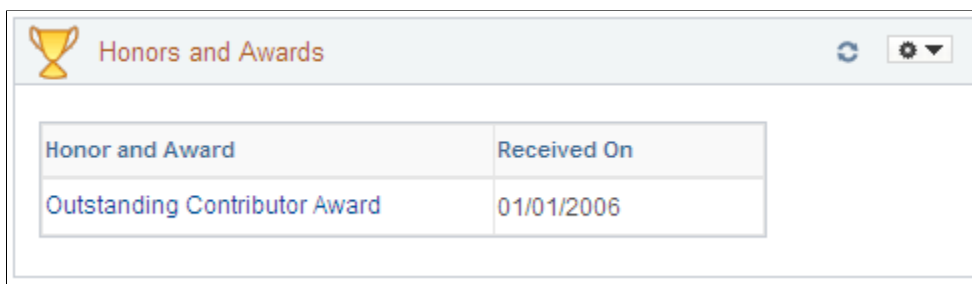 Honors and Awards
Honor and Award Received On
Outstanding Contributor Award 01/01/2006